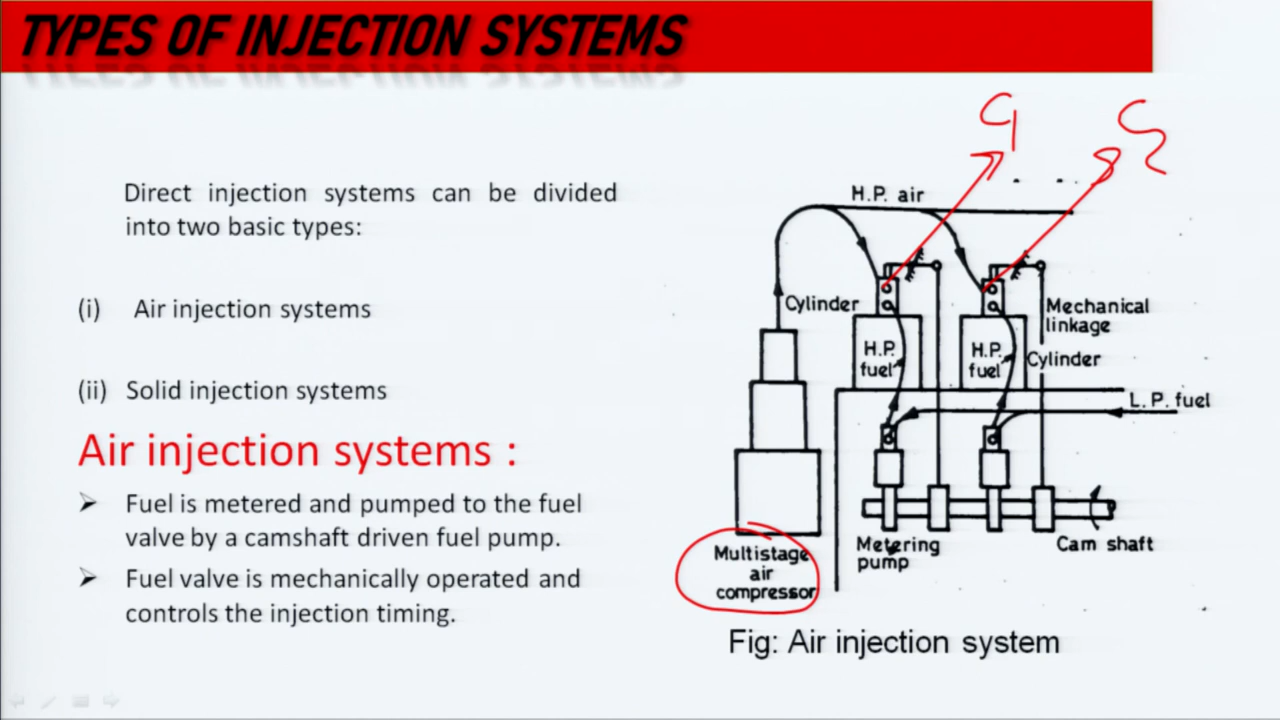 TYPES OF INJECTION SYSTEMS
Direct injection systems can be divided
into two basic types:
(i) Air injection systems
(ii) Solid injection systems
Air injection systems :
Fuel is metered and pumped to the fuel
valve by a camshaft driven fuel pump.
Fuel valve is mechanically operated and
controls the injection timing.
C1
C2
H.P. air
Cylinder
Mechanical
linkage
H.P.
fuel
H.P.
fuel
Cylinder
L.P. fuel
Multistage
air
compressor
Metering
pump
Cam shaft
Fig: Air injection system